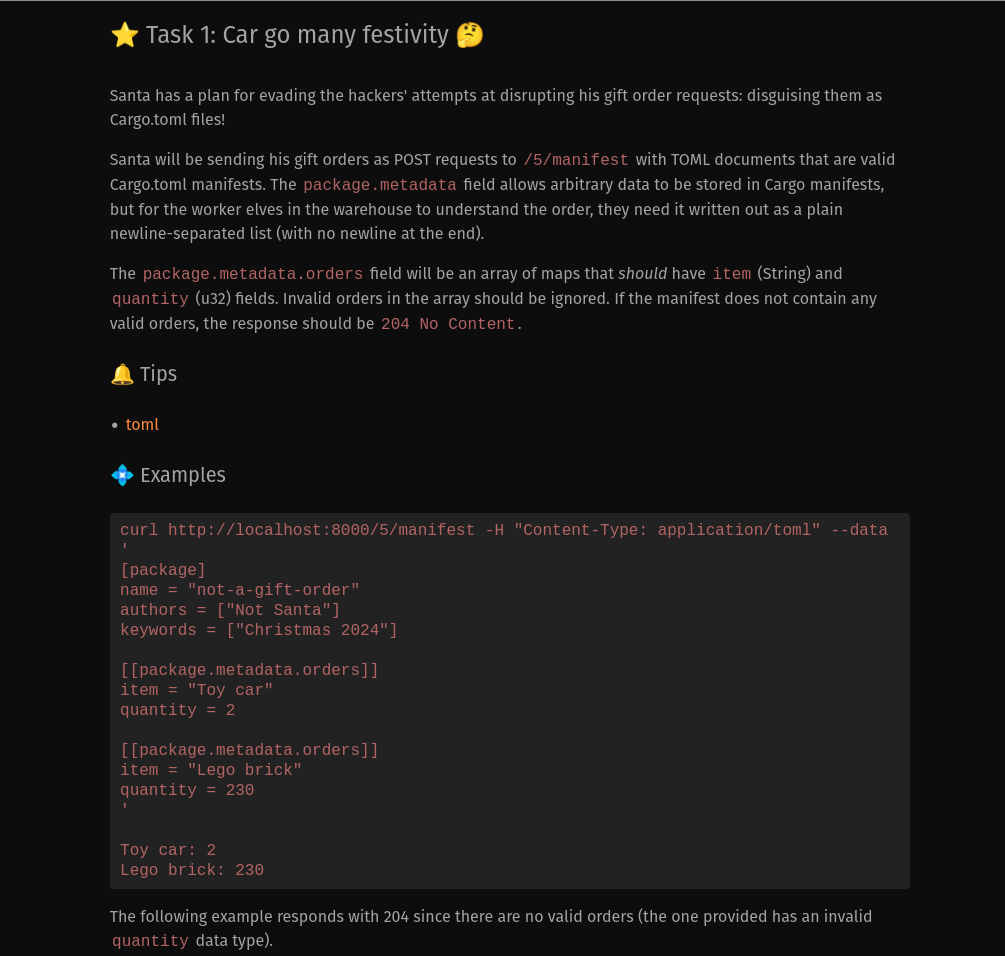 ⭐ Task 1: Car go many festivity 🤔
Santa has a plan for evading the hackers' attempts at disrupting his gift order requests: disguising them as
Cargo.toml files!
Santa will be sending his gift orders as POST requests to /5/manifest with TOML documents that are valid
Cargo.toml manifests. The package.metadata field allows arbitrary data to be stored in Cargo manifests,
but for the worker elves in the warehouse to understand the order, they need it written out as a plain
newline-separated list (with no newline at the end).
The package.metadata.orders field will be an array of maps that should have item (String) and
quantity (u32) fields. Invalid orders in the array should be ignored. If the manifest does not contain any
valid orders, the response should be 204 No Content.
🔔 Tips
• toml
💠 Examples
curl http://localhost:8000/5/manifest -H "Content-Type: application/toml" --data
'
[package]
name = "not-a-gift-order"
authors = ["Not Santa"]
keywords = ["Christmas 2024"]
[[package.metadata.orders]]
item = "Toy car"
quantity = 2
[[package.metadata.orders]]
item = "Lego brick"
quantity = 230
'
Toy car: 2
Lego brick: 230
The following example responds with 204 since there are no valid orders (the one provided has an invalid
quantity data type).